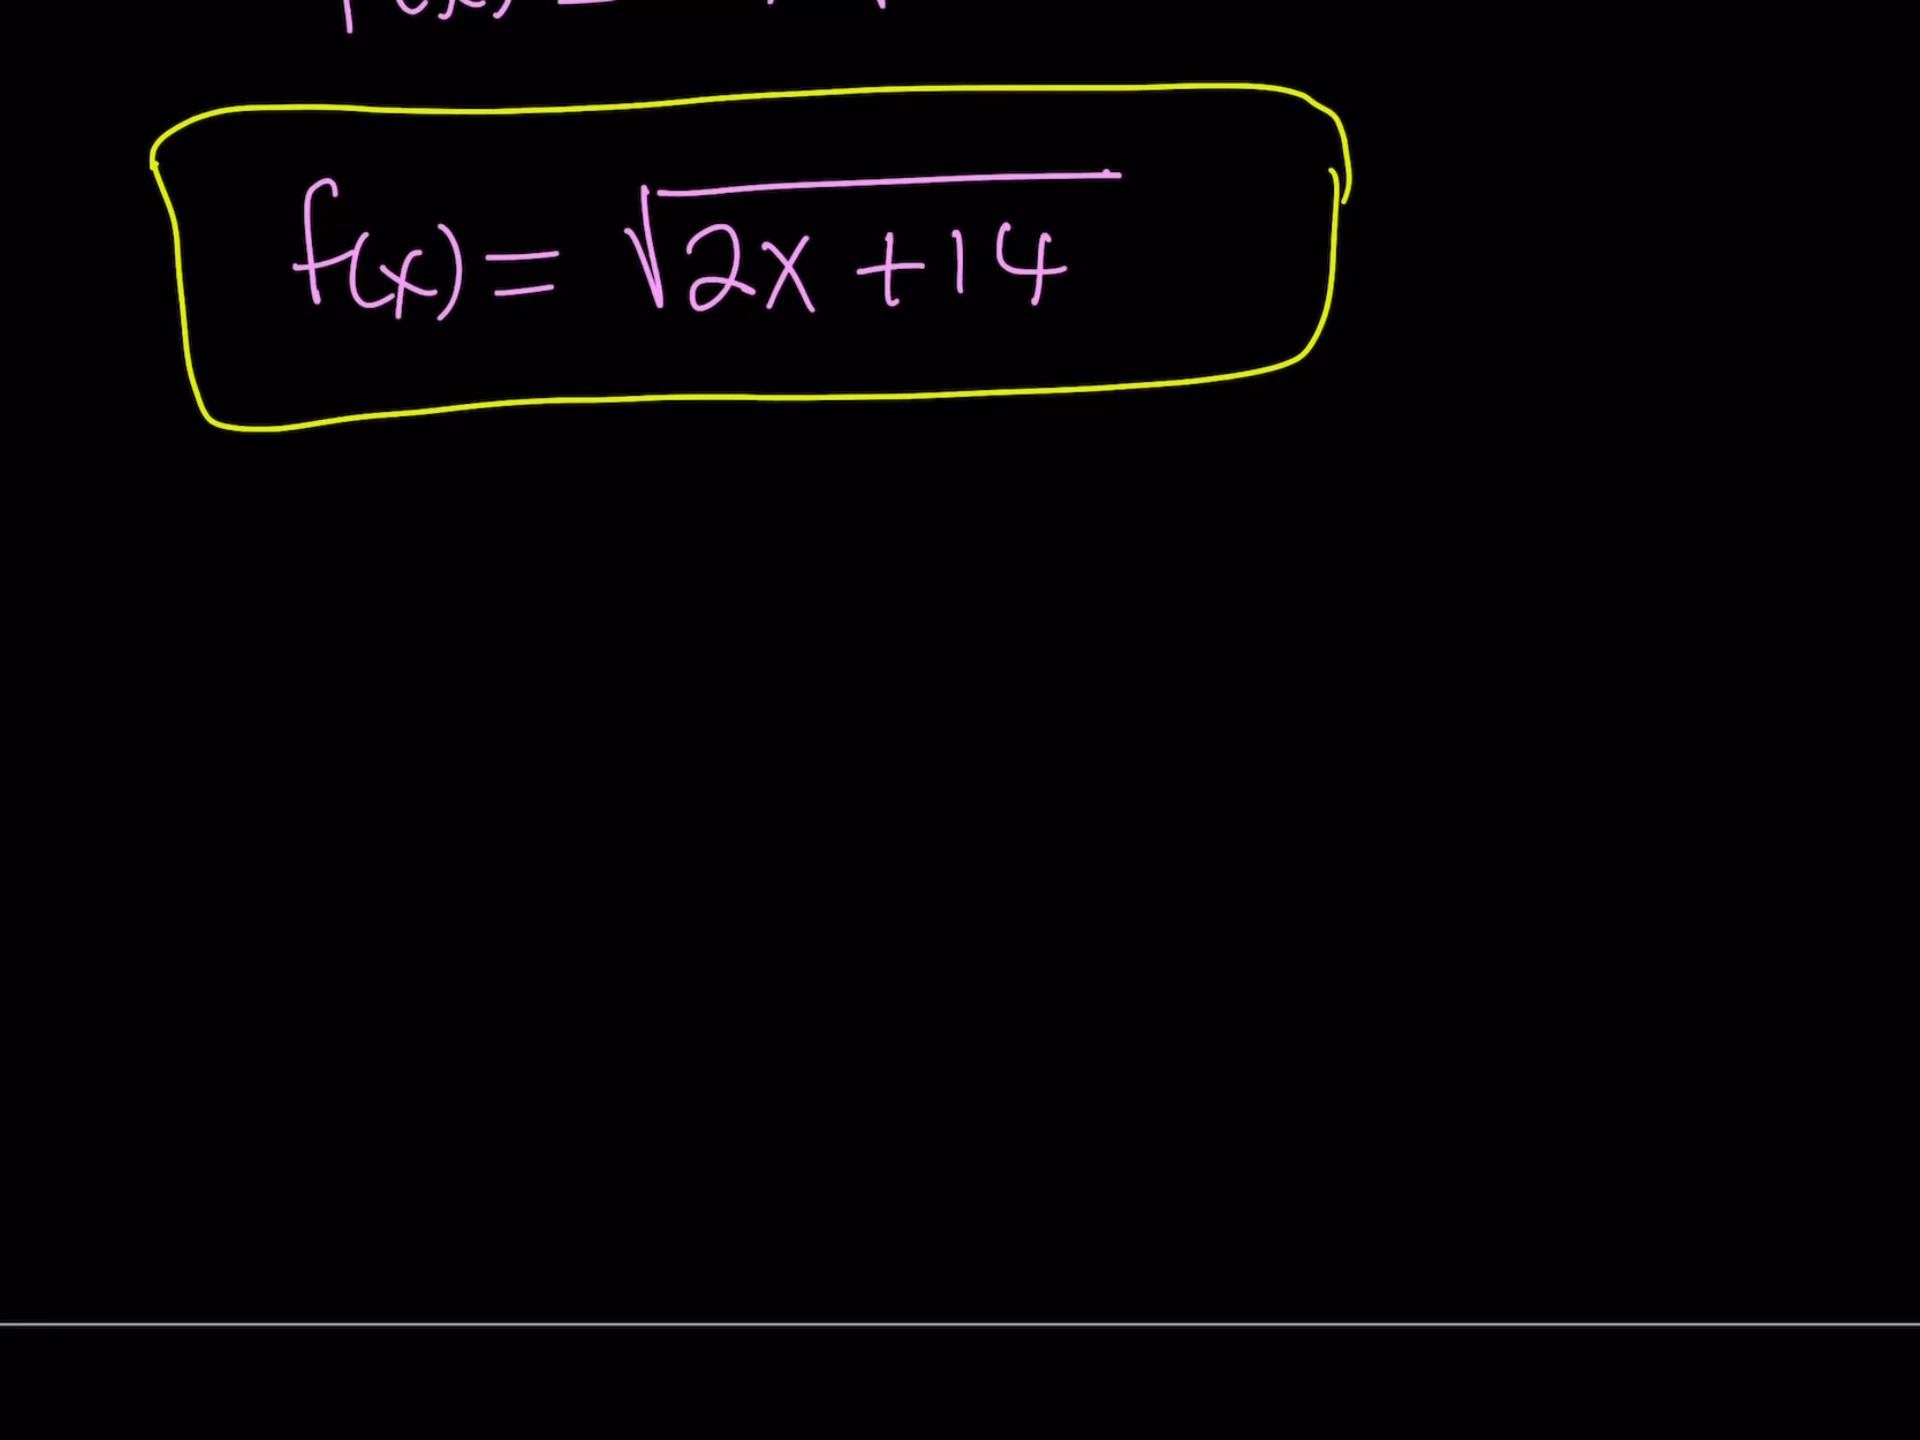 f(x) = √2x + 14